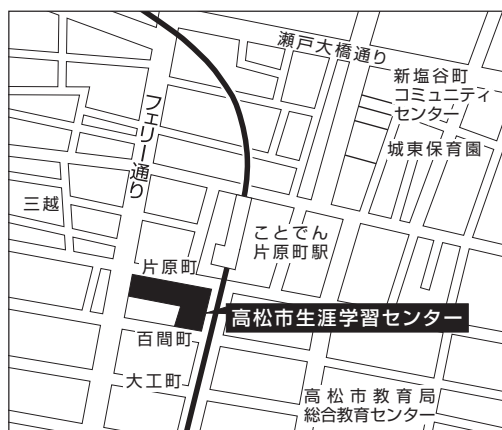 瀬戸大橋通り
新塩谷町
コミュニティ
センター
フェリー通り
城東保育園
三越
ことでん
片原町駅
片原町
高松市生涯学習センター
百間町
大工町
高松市教育局
総合教育センター